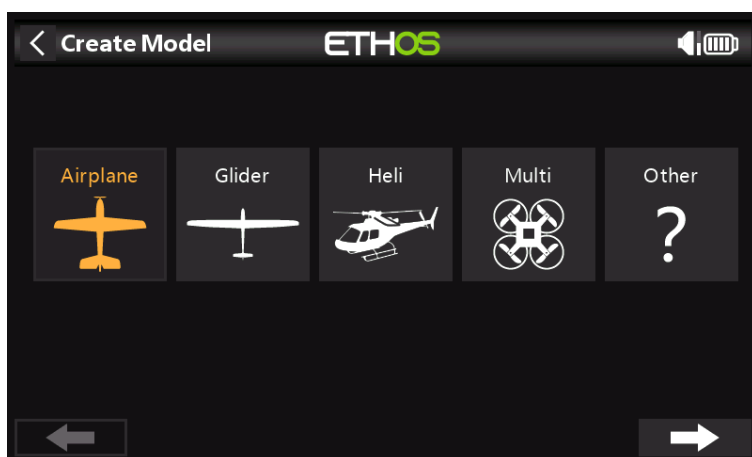 Create Model
ETHOS
Airplane
Glider
Heli
Multi
Other
?